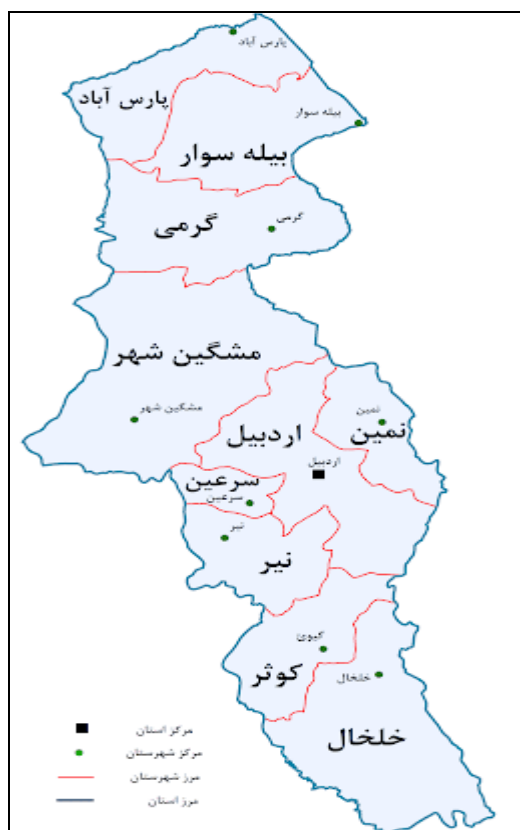 پارس آباد
پارس آباد
بیله سوار
بیله سوار
گرمی
گرمی
مشگین شهر
مشگین شهر
نمین
نمین
اردبیل
اردبیل
سرعین
سرعین
نیر
نیر
کیوی
کوثر
خلخال
خلخال
مرکز استان
مرکز شهرستان
مرز شهرستان
مرز استان